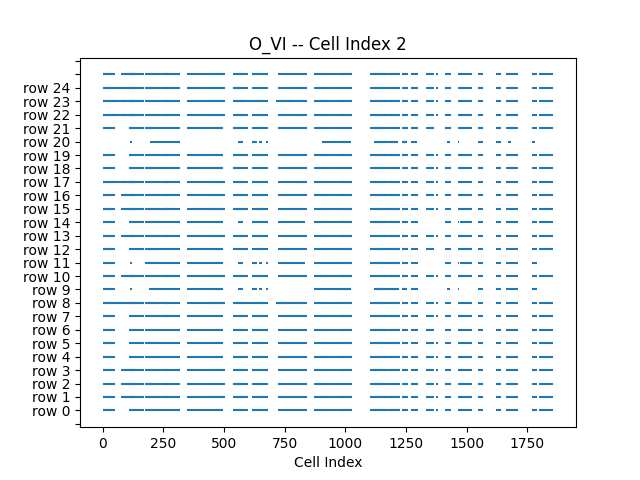 O_VI -- Cell Index 2
row 24
row 23
row 22
row 21
row 20
row 19
row 18
row 17
row 16
row 15
row 14
row 13
row 12
row 11
row 10
row 9
row 8
row 7
row 6
row 5
row 4
row 3
row 2
row 1
row 0
0 250 500 750 1000 1250 1500 1750
Cell Index